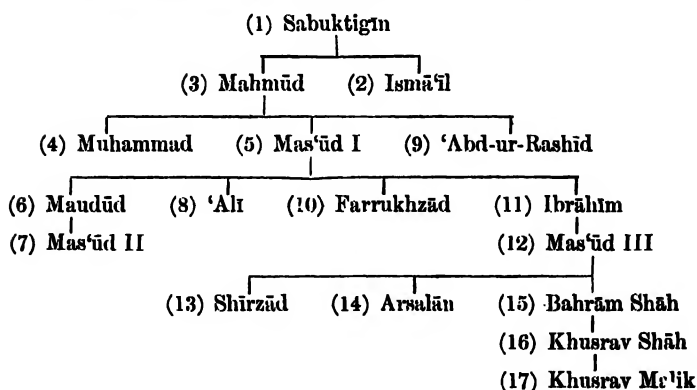 (1) Sabuktigīn
(3) Mahmūd (2) Ismā‘īl
(4) Muhammad (5) Mas‘ūd I (9) ‘Abd-ur-Rashīd
(6) Maudūd (8) ‘Alī (10) Farrukhzād (11) Ibrāhīm
(7) Mas‘ūd II (12) Mas‘ūd III
(13) Shīrzād (14) Arsalān (15) Bahrām Shāh
(16) Khusrav Shāh
(17) Khusrav Malik